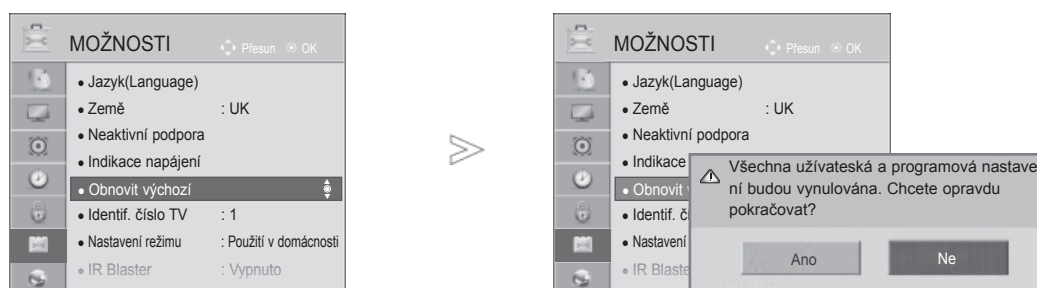 MOŽNOSTI
Přesun OK
• Jazyk(Language)
• Země : UK
• Neaktivní podpora
• Indikace napájení
• Obnovit výchozí
• Identif. číslo TV : 1
• Nastavení režimu : Použití v domácnosti
• IR Blaster : Vypnuto
MOŽNOSTI
Přesun OK
• Jazyk(Language)
• Země : UK
• Neaktivní podpora
• Indikace
• Obnovit
• Identif. č
• Nastavení
• IR Blaste
Všechna užívateská a programová nastave
ní budou vynulována. Chcete opravdu
pokračovat?
Ano
Ne